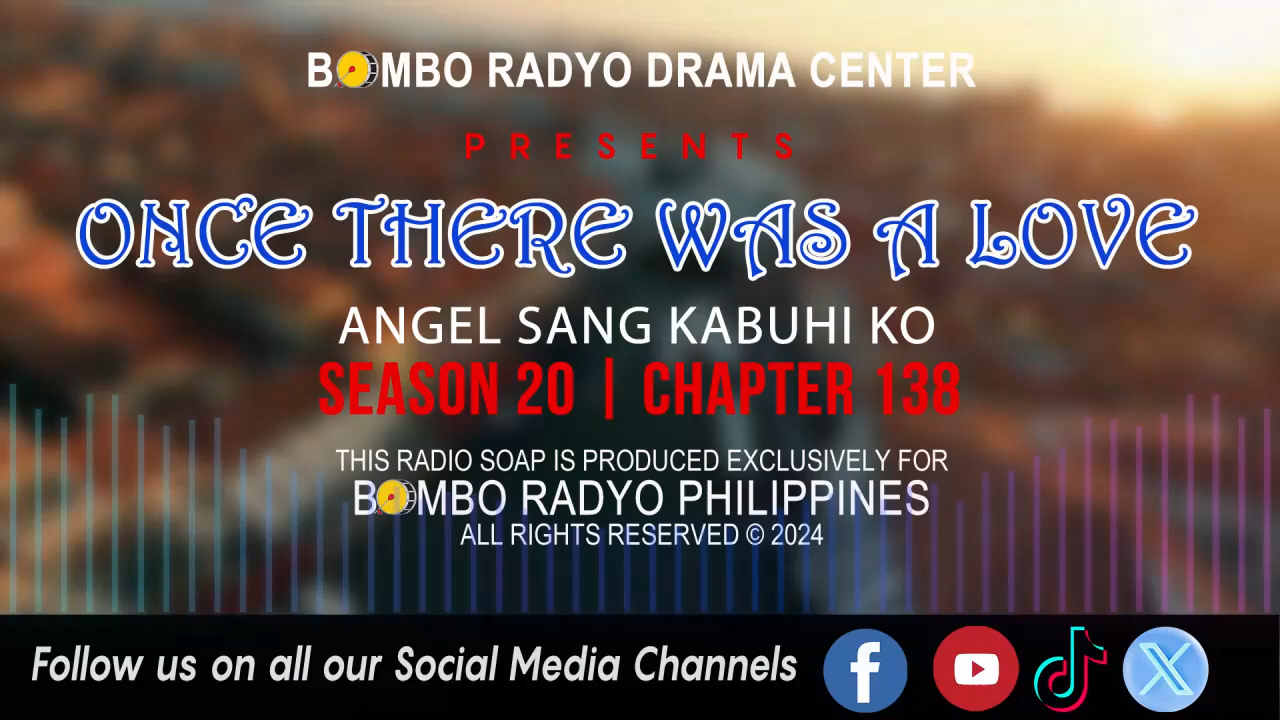 BOMBO RADYO DRAMA CENTER
PRESENTS
ONCE THERE WAS A LOVE
ANGEL SANG KABUHI KO
SEASON 20 | CHAPTER 138
THIS RADIO SOAP IS PRODUCED EXCLUSIVELY FOR
BOMBO RADYO PHILIPPINES
ALL RIGHTS RESERVED © 2024
Follow us on all our Social Media Channels